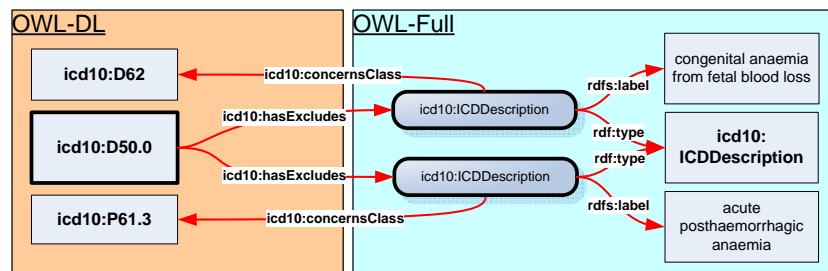 OWL-DL
OWL-Full
icd10:D62
icd10:concernsClass
rdfs:label
congenital anaemia
from fetal blood loss
icd10:hasExcludes
icd10:ICDDescription
icd10:D50.0
rdf:type
rdf:type
icd10:
ICDDescription
icd10:hasExcludes
icd10:ICDDescription
icd10:P61.3
icd10:concernsClass
rdfs:label
acute
posthaemorrhagic
anaemia